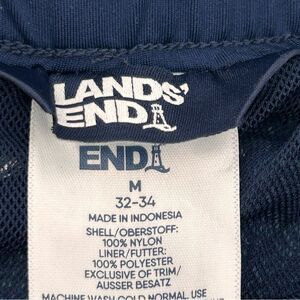 LANDS'
END
END
M
32-34
MADE IN INDONESIA
SHELL/OBERSTOFF:
100% NYLON
LINER/FUTTER:
100% POLYESTER
EXCLUSIVE OF TRIM/
AUSSER BESATZ
MACHINE WASH COLD NORMAL. USE